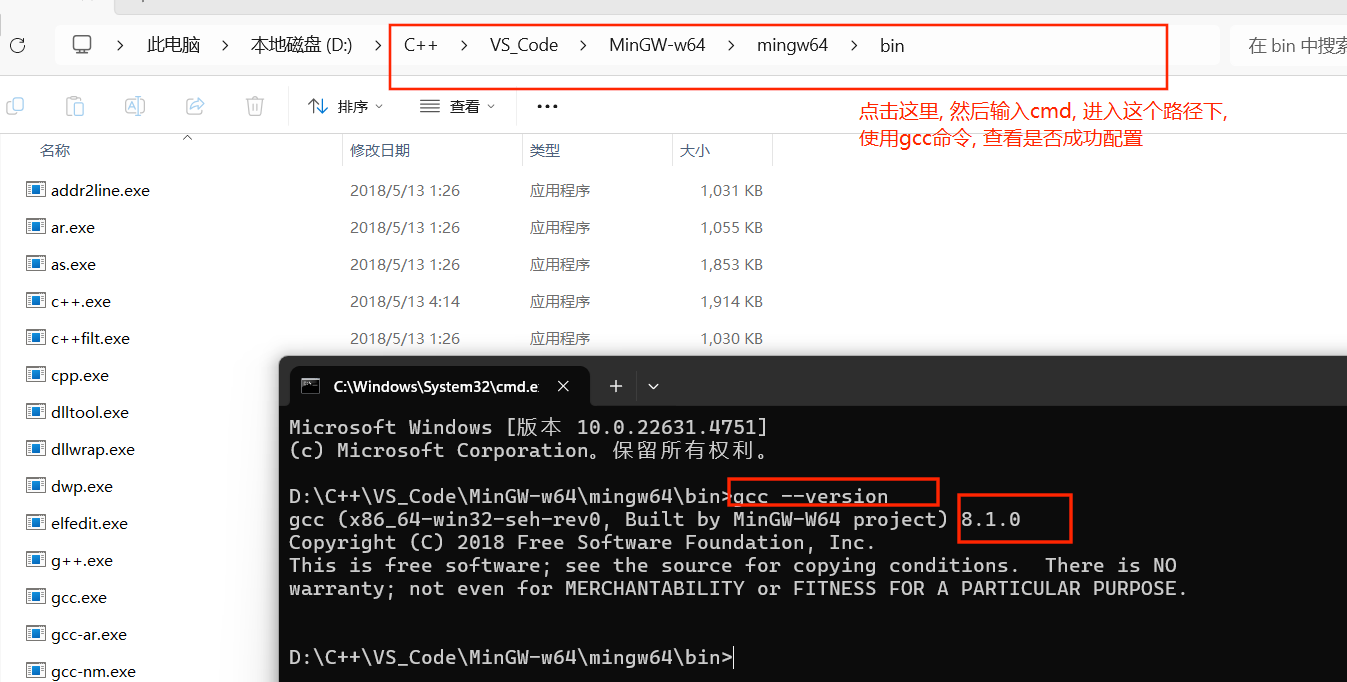 此电脑 > 本地磁盘 (D:) > C++ > VS_Code > MinGW-w64 > mingw64 > bin 在 bin 中搜索
排序 查看 •••
点击这里, 然后输入cmd, 进入这个路径下,
使用gcc命令, 查看是否成功配置
名称 修改日期 类型 大小
addr2line.exe 2018/5/13 1:26 应用程序 1,031 KB
ar.exe 2018/5/13 1:26 应用程序 1,055 KB
as.exe 2018/5/13 1:26 应用程序 1,853 KB
c++.exe 2018/5/13 4:14 应用程序 1,914 KB
c++filt.exe 2018/5/13 1:26 应用程序 1,030 KB
cpp.exe
dlltool.exe
dllwrap.exe
dwp.exe
elfedit.exe
g++.exe
gcc.exe
gcc-ar.exe
gcc-nm.exe
C:\Windows\System32\cmd.e
Microsoft Windows [版本 10.0.22631.4751]
(c) Microsoft Corporation。保留所有权利。
D:\C++\VS_Code\MinGW-w64\mingw64\bin>gcc --version
gcc (x86_64-win32-seh-rev0, Built by MinGW-W64 project) 8.1.0
Copyright (C) 2018 Free Software Foundation, Inc.
This is free software; see the source for copying conditions.  There is NO
warranty; not even for MERCHANTABILITY or FITNESS FOR A PARTICULAR PURPOSE.
D:\C++\VS_Code\MinGW-w64\mingw64\bin>